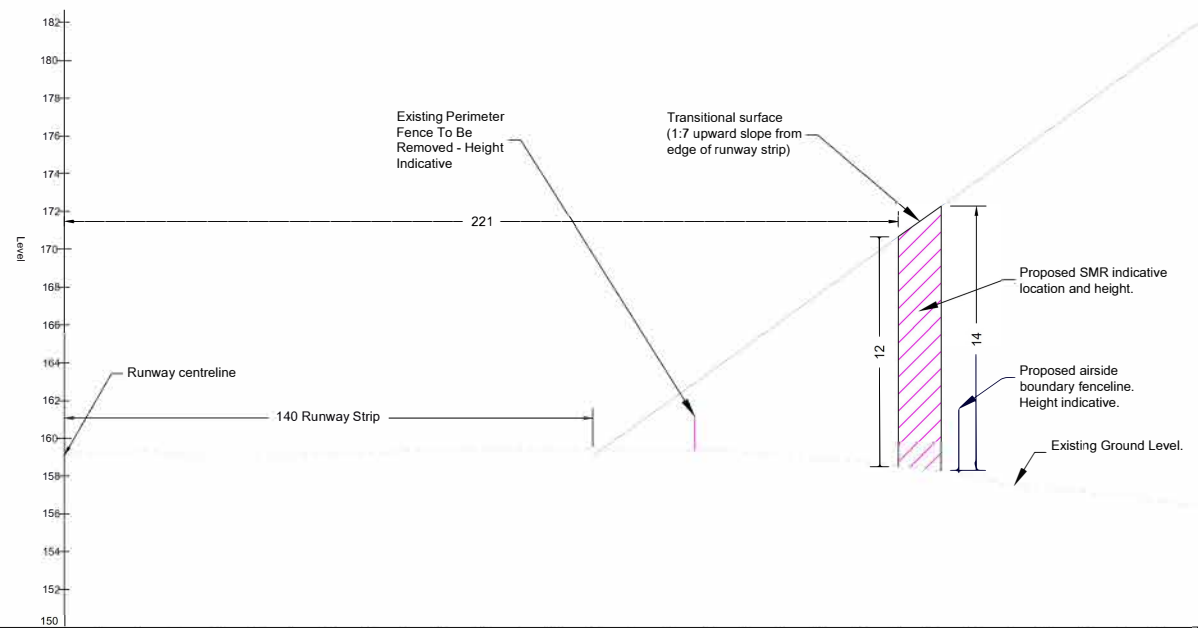 182
180
178
176
174
172
170
168
166
164
162
160
158
156
154
152
150
Level
Existing Perimeter
Fence To Be
Removed - Height
Indicative
Transitional surface
(1:7 upward slope from
edge of runway strip)
221
Proposed SMR indicative
location and height.
12
14
Runway centreline
Proposed airside
boundary fenceline.
Height indicative.
140 Runway Strip
Existing Ground Level.